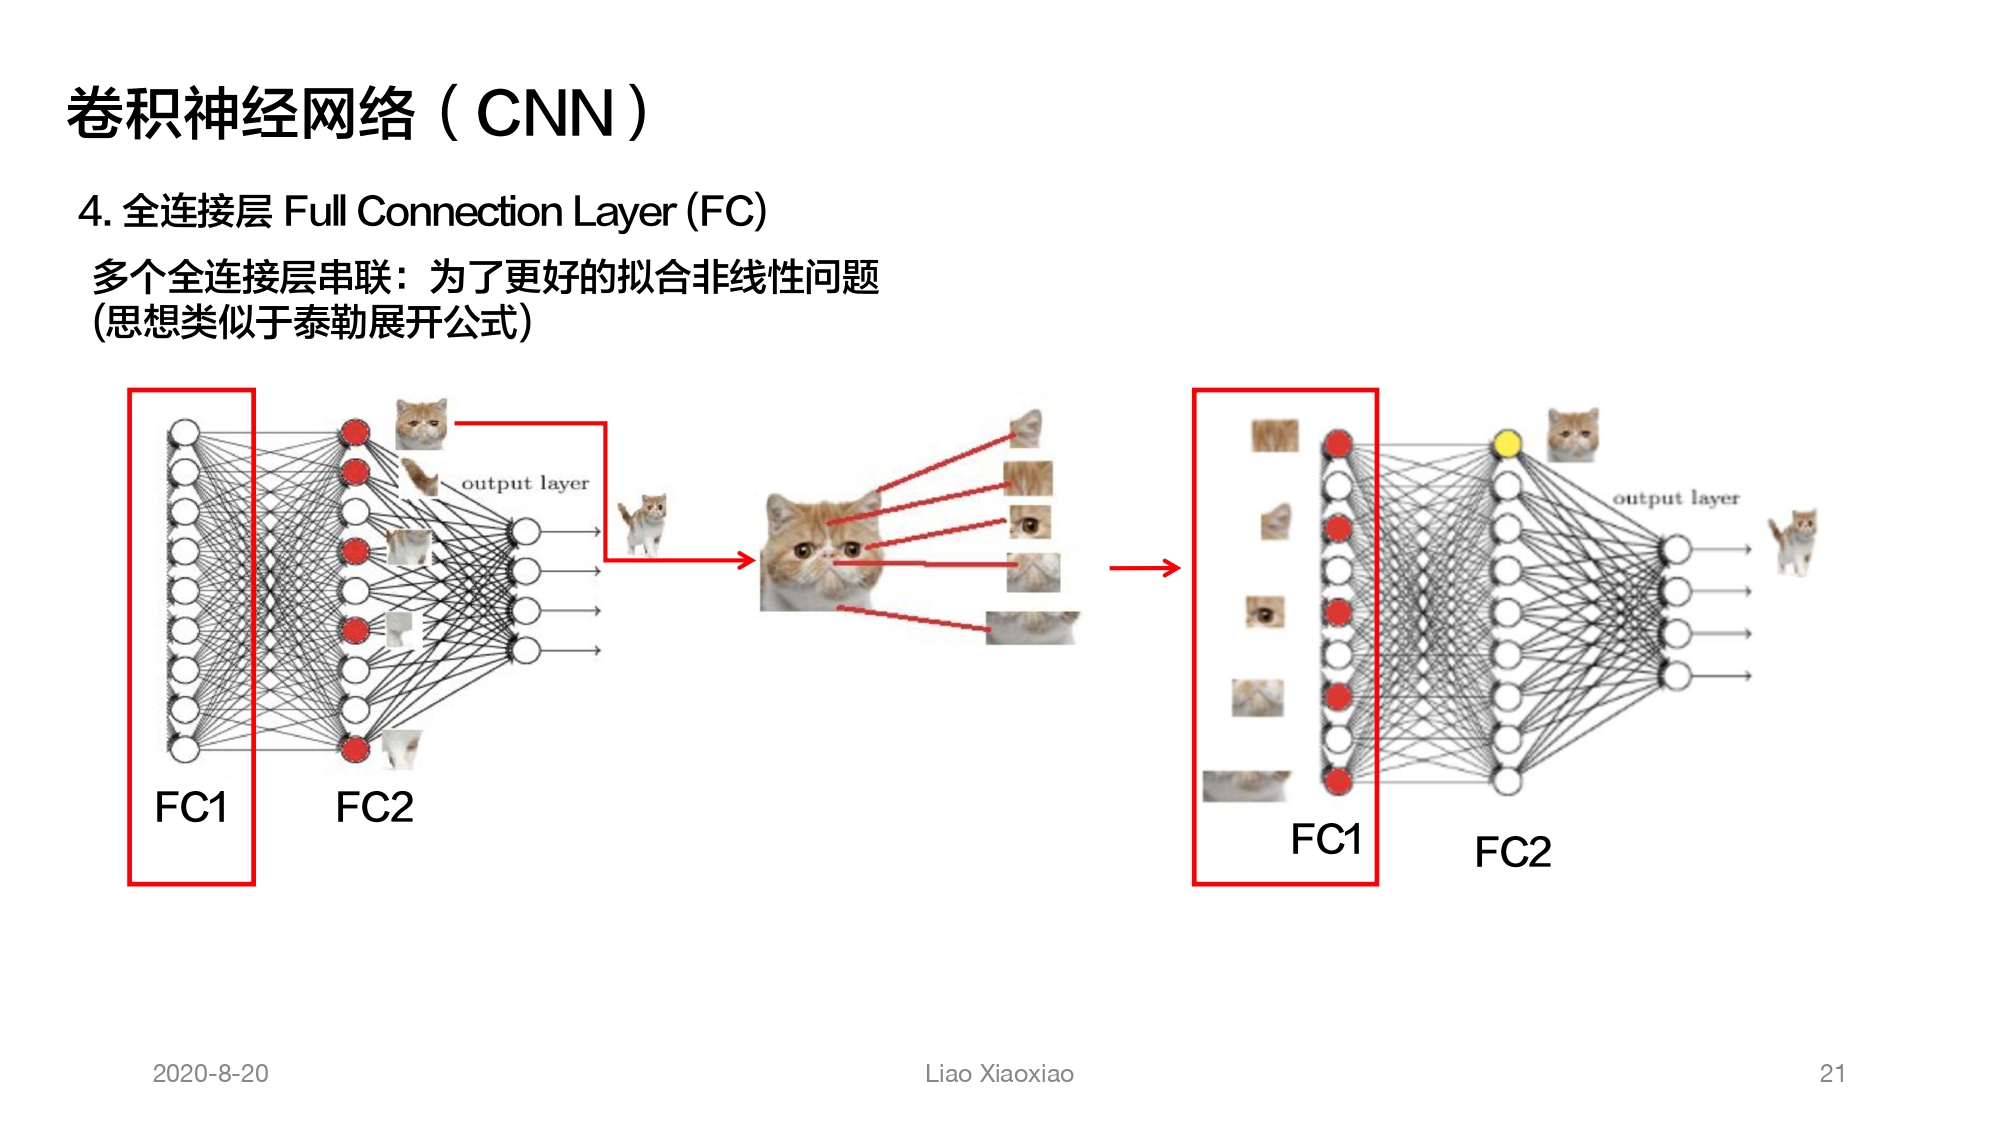 卷积神经网络（CNN）
4. 全连接层 Full Connection Layer (FC)
多个全连接层串联：为了更好的拟合非线性问题
(思想类似于泰勒展开公式)
output layer
FC1
FC2
output layer
FC1
FC2
2020-8-20
Liao Xiaoxiao
21